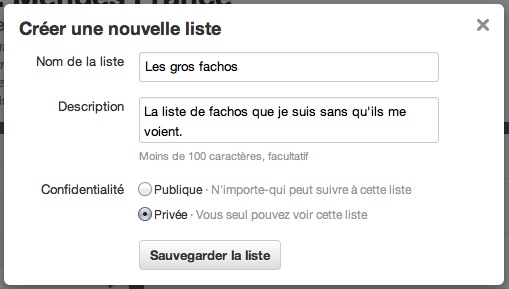 Créer une nouvelle liste
Nom de la liste
Les gros fachos
Description
La liste de fachos que je suis sans qu'ils me
voient.
Moins de 100 caractères, facultatif
Confidentialité
Publique · N'importe-qui peut suivre à cette liste
Privée · Vous seul pouvez voir cette liste
Sauvegarder la liste